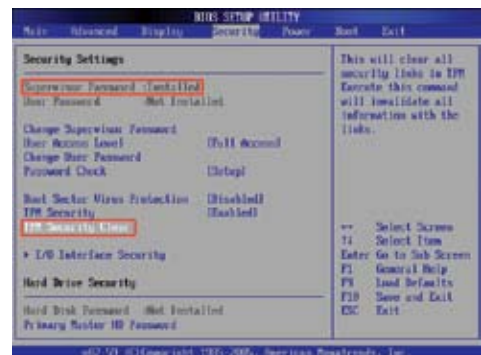 BIOS SETUP UTILITY
Main Advanced Display Security Power Boot Exit
Security Settings
Supervisor Password :Installed
User Password :Not Installed
Change Supervisor Password
User Access Level [Full Access]
Change User Password
Password Check [Setup]
Boot Sector Virus Protection [Disabled]
TPM Security [Enabled]
TPM Security Clear
I/O Interface Security
Hard Drive Security
Hard Disk Password :Not Installed
Primary Master HD Password
This will clear all
security links in TPM
Execute this command
will invalidate all
information with the
links.
↔ Select Screen
↑↓ Select Item
Enter Go to Sub Screen
F1 General Help
F9 Load Defaults
F10 Save and Exit
ESC Exit
(C)Copyright American Megatrends, Inc.